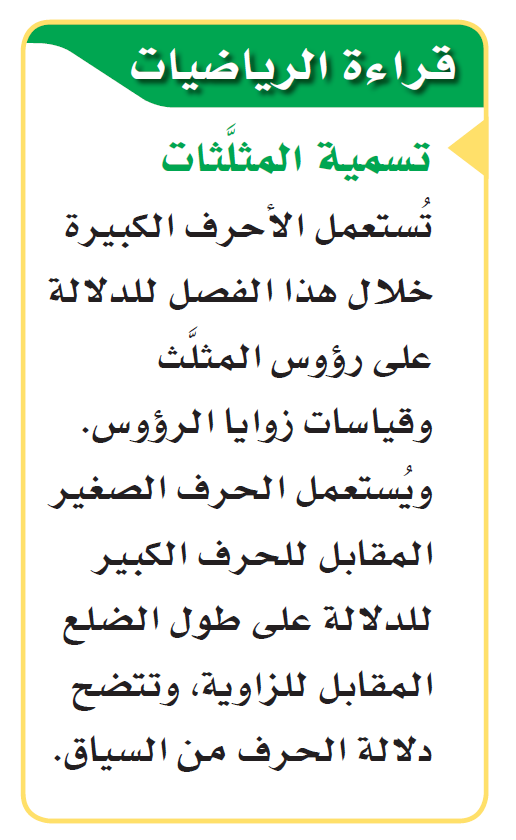 قراءة الرياضيات
تسمية المثلَّثات
تُستعمل الأحرف الكبيرة
خلال هذا الفصل للدلالة
على رؤوس المثلَّث
وقياسات زوايا الرؤوس.
ويُستعمل الحرف الصغير
المقابل للحرف الكبير
للدلالة على طول الضلع
المقابل للزاوية، وتتضح
دلالة الحرف من السياق.